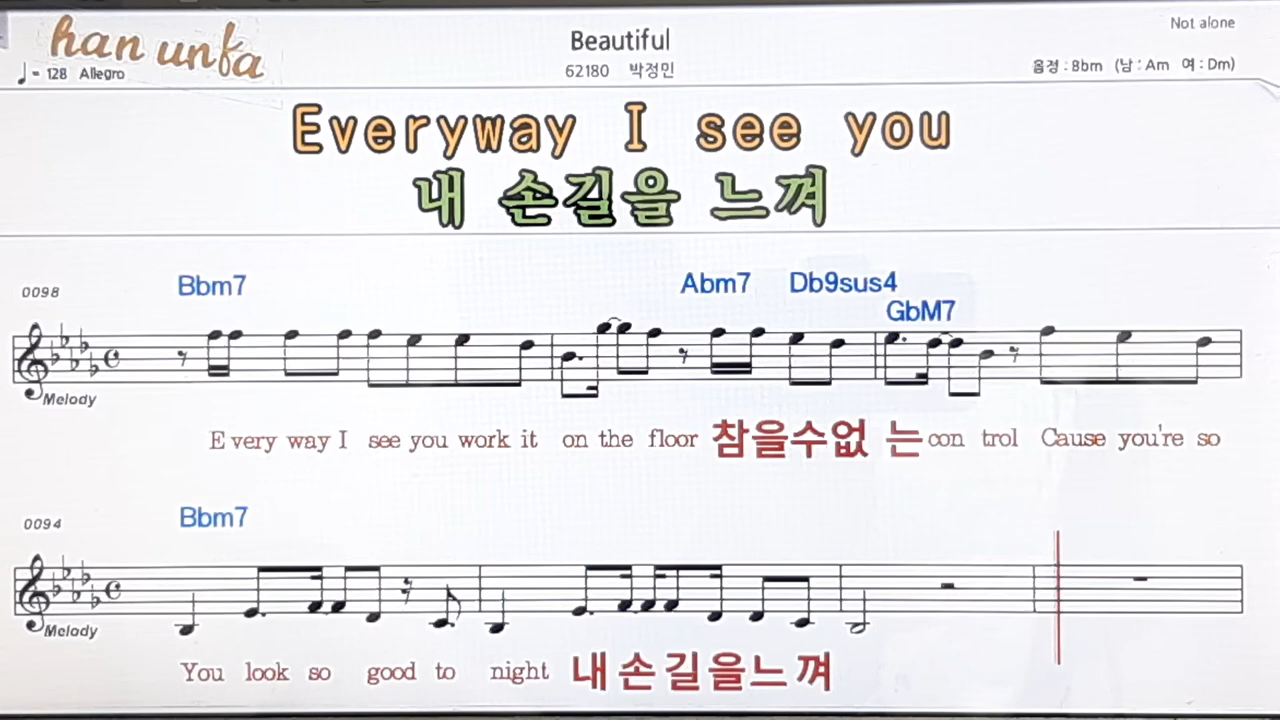 han unfa
♩= 128 Allegro
Beautiful
62180 박정민
Not alone
음정 : Bbm (남 : Am 여 : Dm)
Everyway I see you
내 손길을 느껴
0098
Bbm7 Abm7 Db9sus4
GbM7
Melody
E very way I see you work it on the floor 참을수없 는 con trol Cause you're so
0094
Bbm7
Melody
You look so good to night 내 손 길 을 느 껴